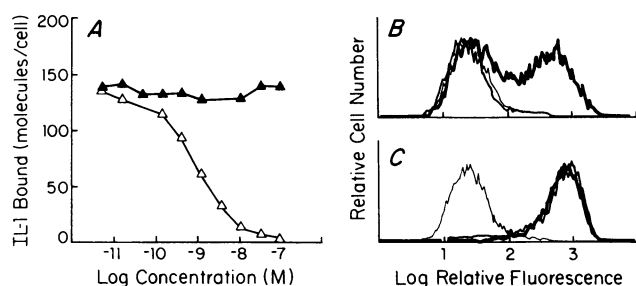 A
200
150
100
50
0
IL-1 Bound (molecules/cell)
-11 -10 -9 -8 -7 -6
Log Concentration (M)
B
C
Relative Cell Number
1 2 3
Log Relative Fluorescence